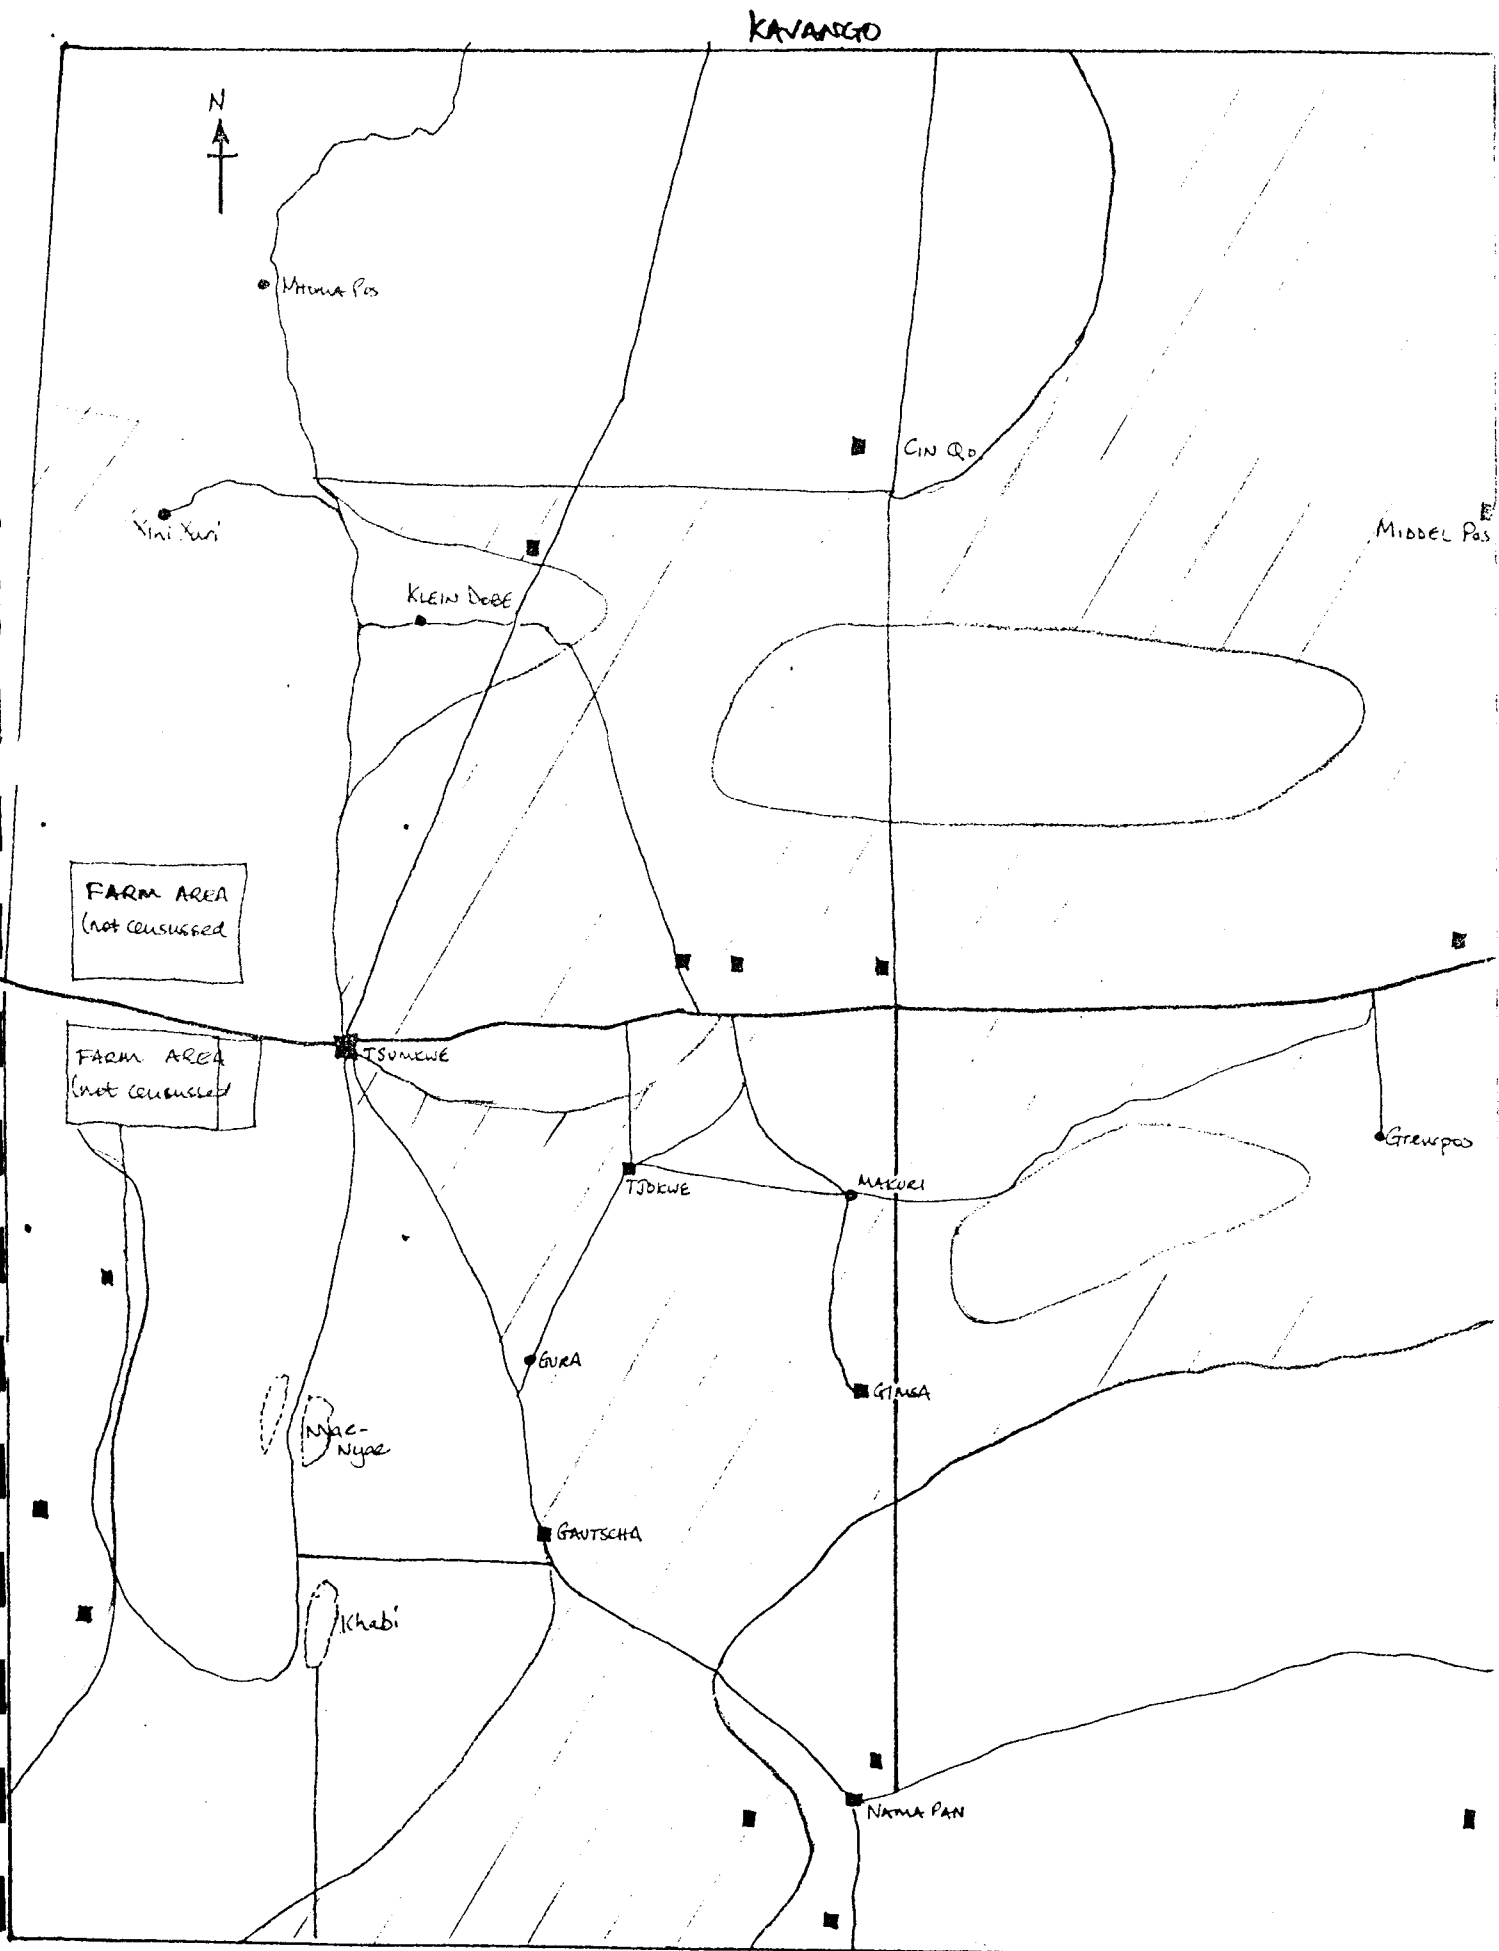 KAVANGO
N
MHUMA POS
CIN QO.
Xini Xuri
MIDDEL POS
KLEIN DOBE
FARM AREA
(not censussed
FARM AREA
(not censussed
TSUMKWE
Grenspos
TJOKWE
MAKURI
GURA
GIMSA
Nyae-
Nyae
GAUTSCHA
Khabi
NAMA PAN